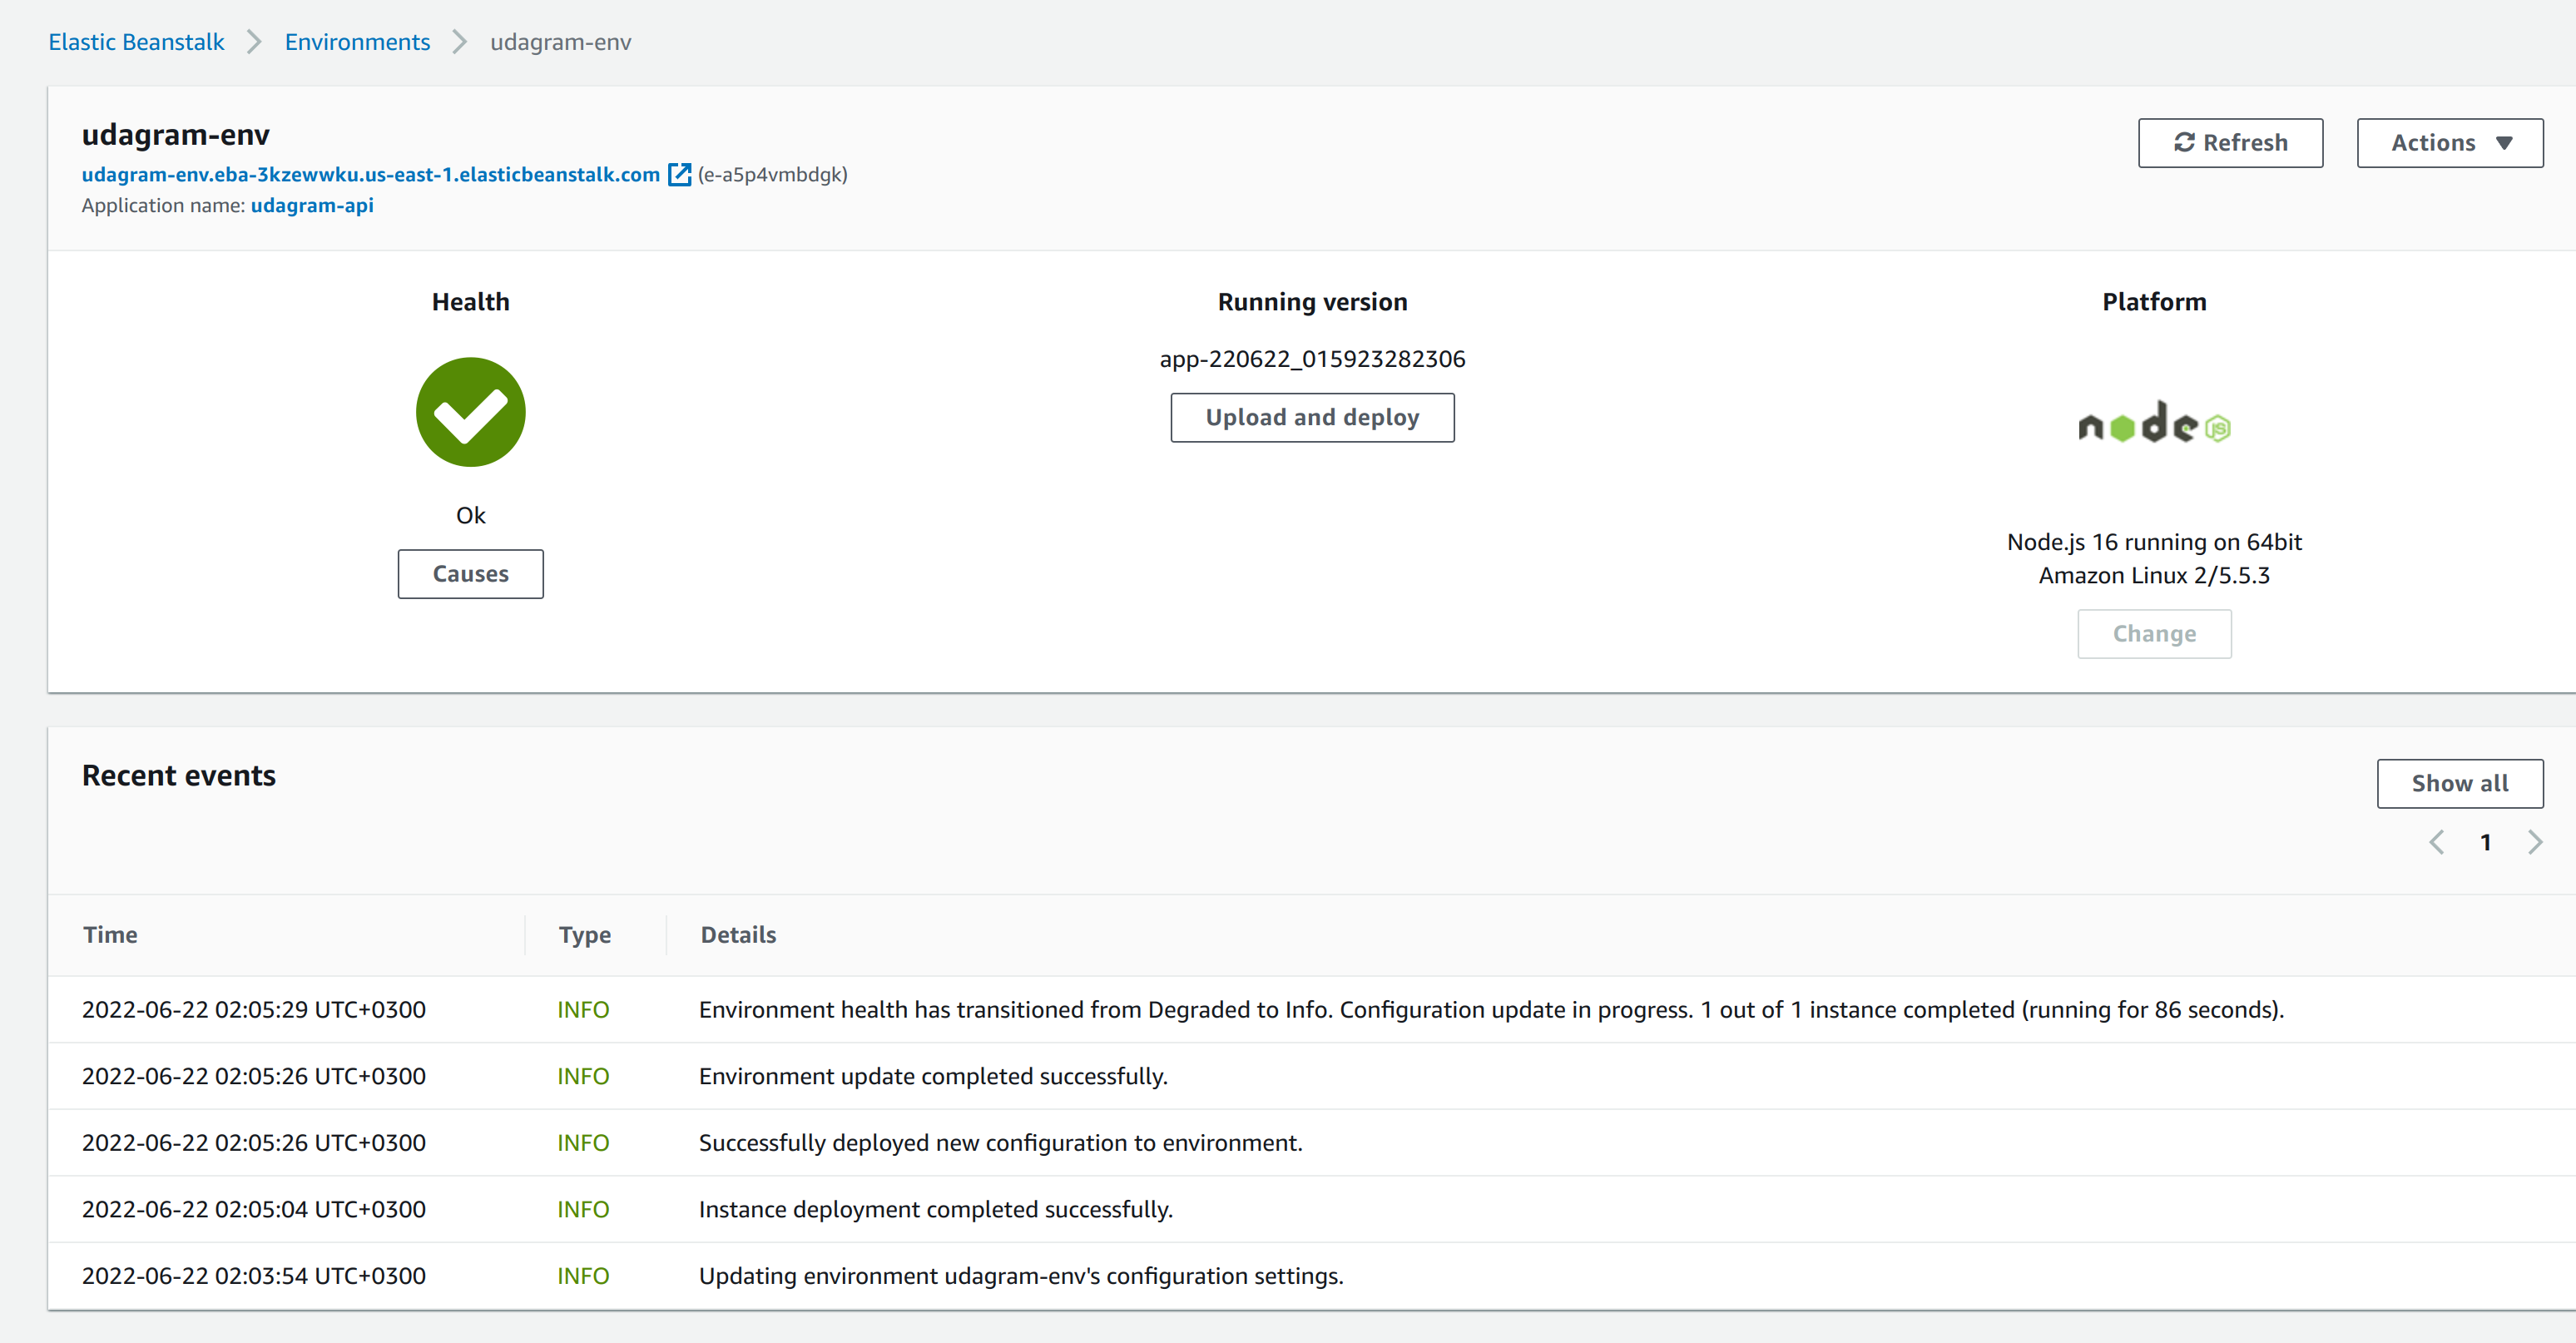 Elastic Beanstalk > Environments > udagram-env
udagram-env
Refresh
Actions
udagram-env.eba-3kzewwku.us-east-1.elasticbeanstalk.com (e-a5p4vmbdgk)
Application name: udagram-api
Health
Running version
Platform
app-220622_015923282306
Upload and deploy
node JS
Ok
Causes
Node.js 16 running on 64bit
Amazon Linux 2/5.5.3
Change
Recent events
Show all
1
Time Type Details
2022-06-22 02:05:29 UTC+0300 INFO Environment health has transitioned from Degraded to Info. Configuration update in progress. 1 out of 1 instance completed (running for 86 seconds).
2022-06-22 02:05:26 UTC+0300 INFO Environment update completed successfully.
2022-06-22 02:05:26 UTC+0300 INFO Successfully deployed new configuration to environment.
2022-06-22 02:05:04 UTC+0300 INFO Instance deployment completed successfully.
2022-06-22 02:03:54 UTC+0300 INFO Updating environment udagram-env's configuration settings.